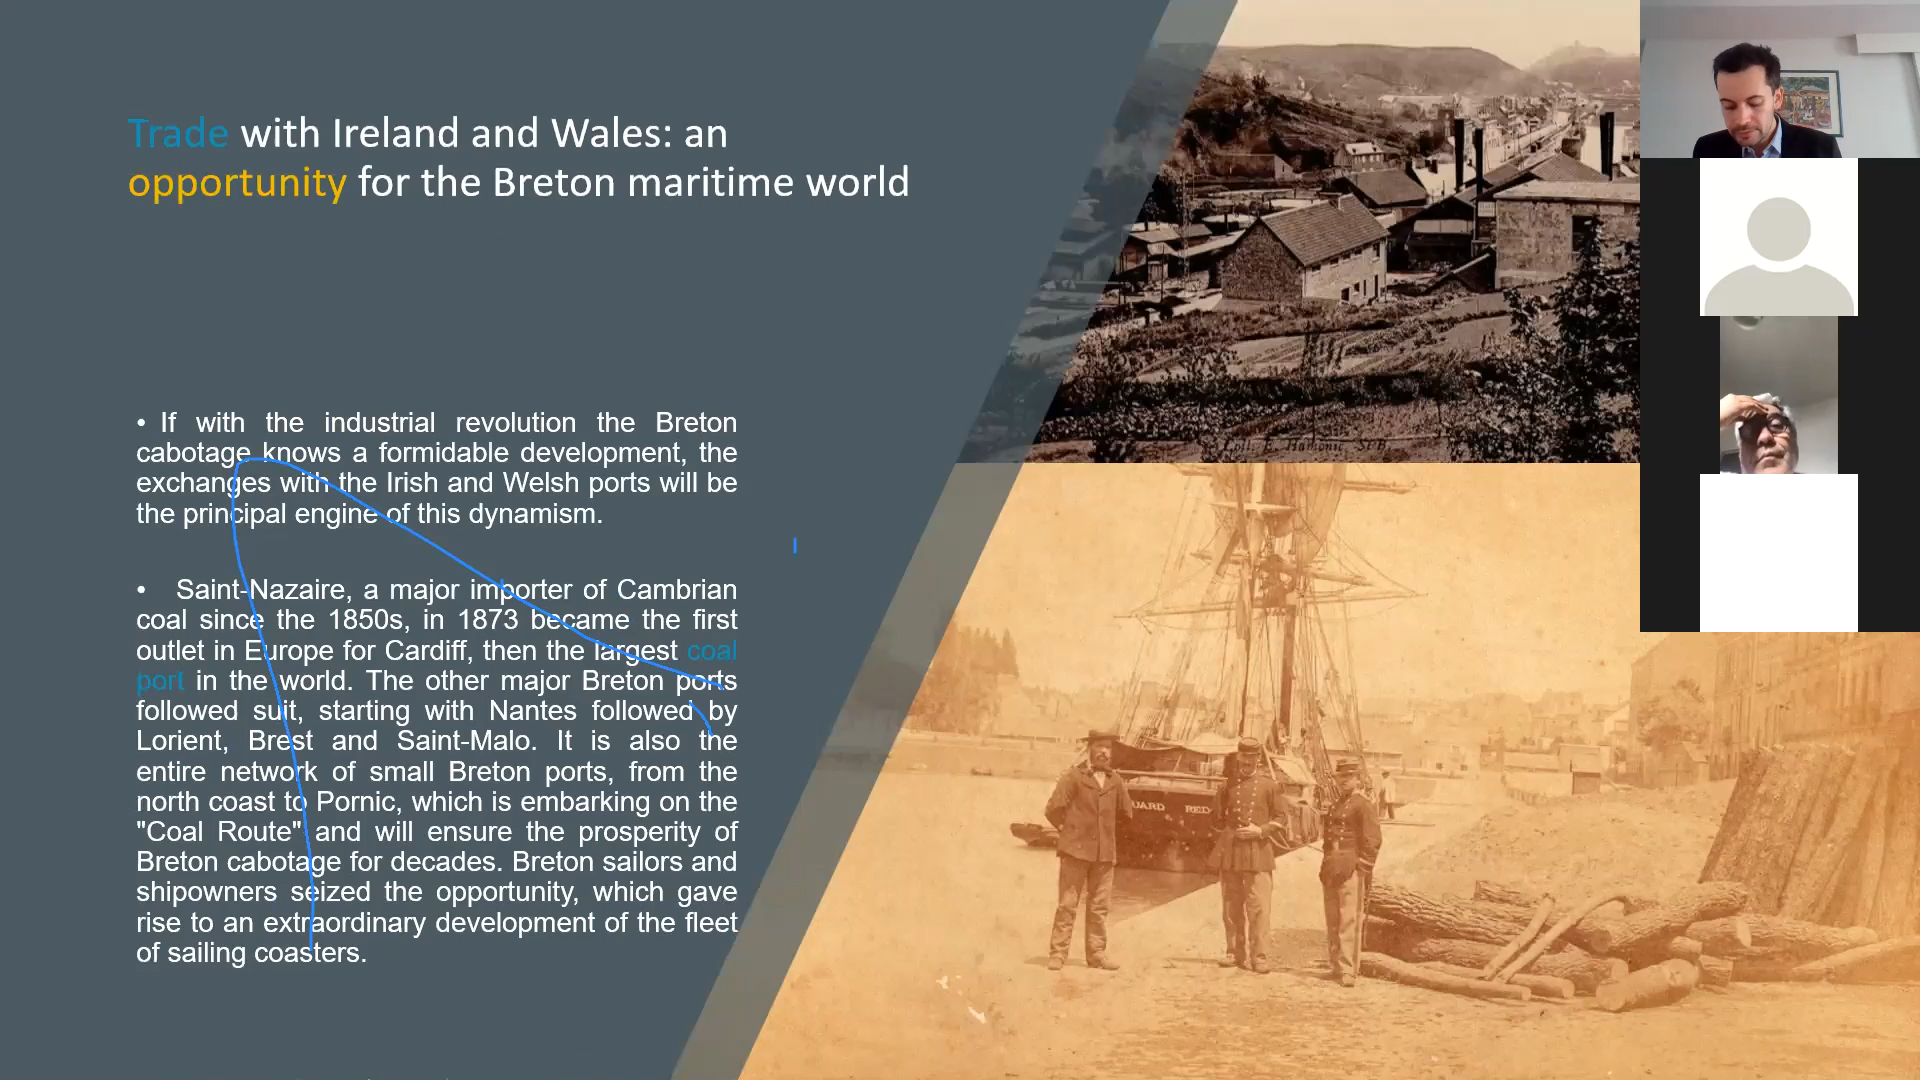 Trade with Ireland and Wales: an
opportunity for the Breton maritime world
• If with the industrial revolution the Breton
cabotage knows a formidable development, the
exchanges with the Irish and Welsh ports will be
the principal engine of this dynamism.
• Saint-Nazaire, a major importer of Cambrian
coal since the 1850s, in 1873 became the first
outlet in Europe for Cardiff, then the largest coal
port in the world. The other major Breton ports
followed suit, starting with Nantes followed by
Lorient, Brest and Saint-Malo. It is also the
entire network of small Breton ports, from the
north coast to Pornic, which is embarking on the
"Coal Route" and will ensure the prosperity of
Breton cabotage for decades. Breton sailors and
shipowners seized the opportunity, which gave
rise to an extraordinary development of the fleet
of sailing coasters.
Coll. E. Hamonic. St B.
UARD RED